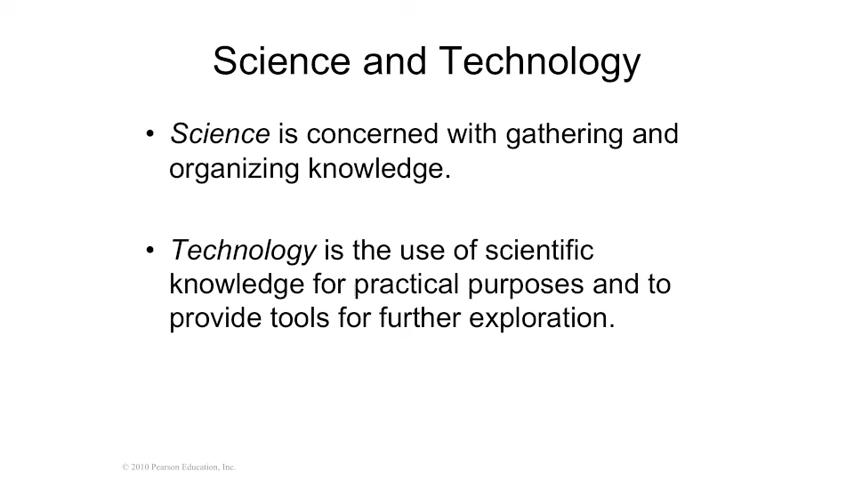 Science and Technology
• Science is concerned with gathering and
organizing knowledge.
• Technology is the use of scientific
knowledge for practical purposes and to
provide tools for further exploration.
© 2010 Pearson Education, Inc.